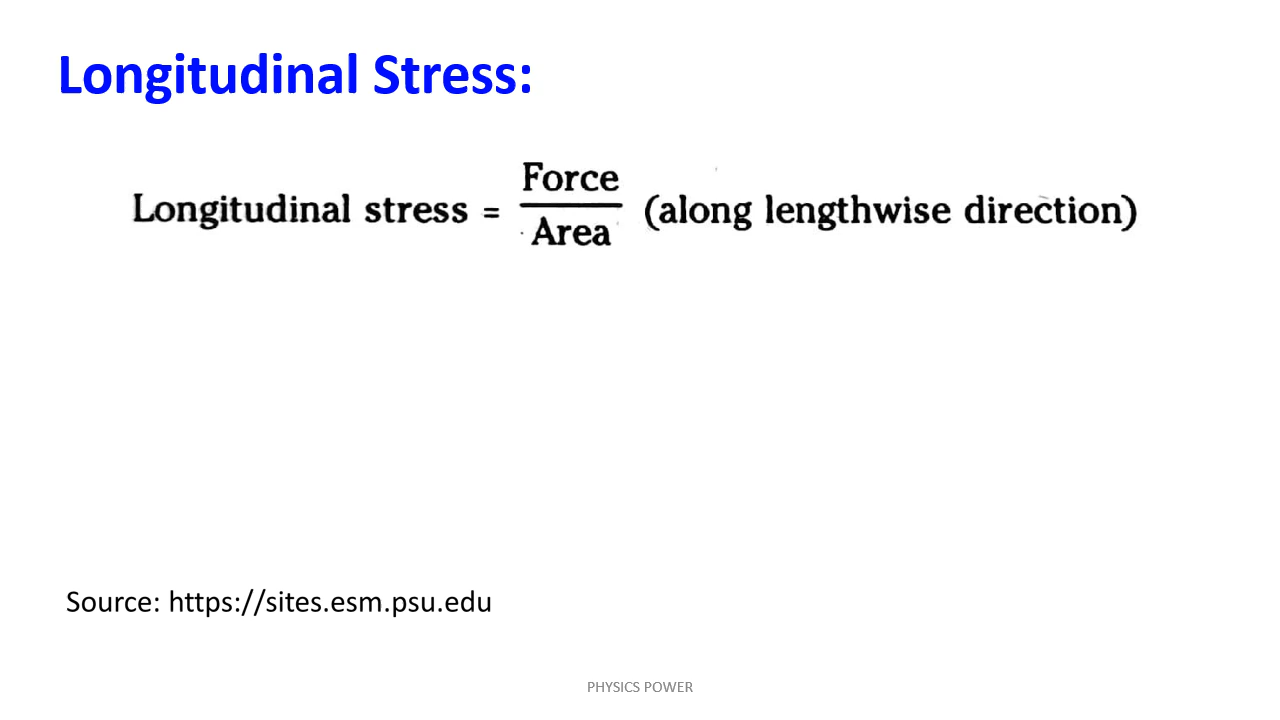 Longitudinal Stress:
Longitudinal stress = Force / Area (along lengthwise direction)
Source: https://sites.esm.psu.edu
PHYSICS POWER